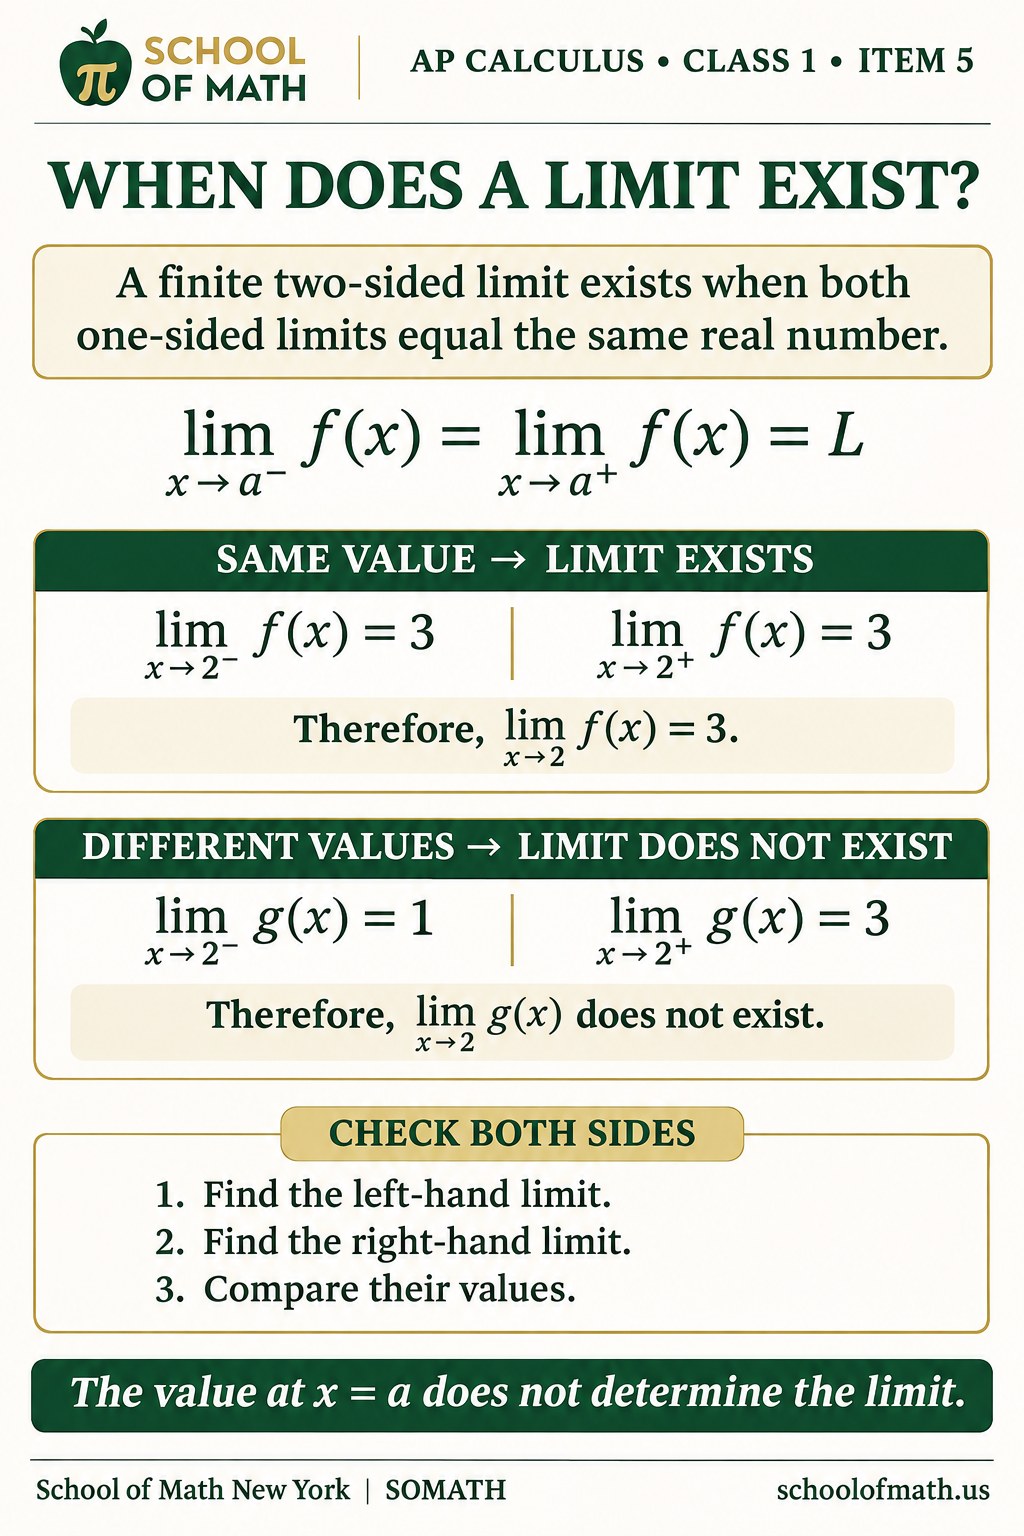 π
SCHOOL
OF MATH
AP CALCULUS • CLASS 1 • ITEM 5
WHEN DOES A LIMIT EXIST?
A finite two-sided limit exists when both
one-sided limits equal the same real number.
lim f(x) = lim f(x) = L
x→a⁻ x→a⁺
SAME VALUE → LIMIT EXISTS
lim f(x) = 3
x→2⁻
lim f(x) = 3
x→2⁺
Therefore, lim f(x) = 3.
x→2
DIFFERENT VALUES → LIMIT DOES NOT EXIST
lim g(x) = 1
x→2⁻
lim g(x) = 3
x→2⁺
Therefore, lim g(x) does not exist.
x→2
CHECK BOTH SIDES
1. Find the left-hand limit.
2. Find the right-hand limit.
3. Compare their values.
The value at x = a does not determine the limit.
School of Math New York | SOMATH
schoolofmath.us